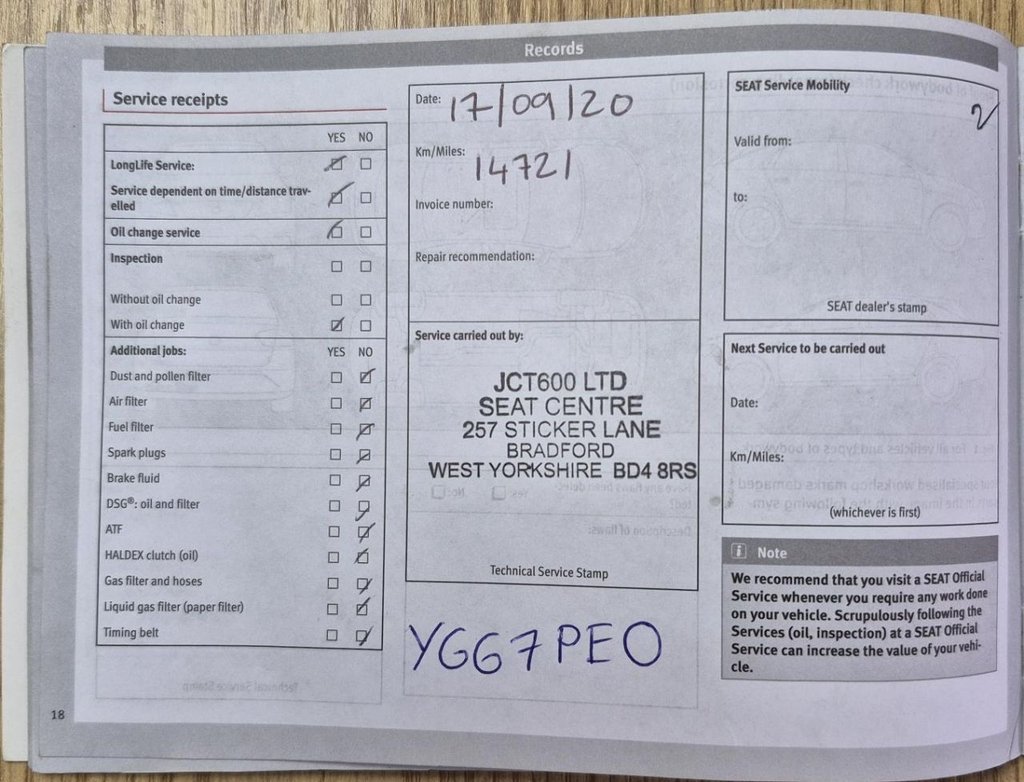 Records
Service receipts
YES NO
LongLife Service:
Service dependent on time/distance trav-
elled
Oil change service
Inspection
Without oil change
With oil change
Additional jobs: YES NO
Dust and pollen filter
Air filter
Fuel filter
Spark plugs
Brake fluid
DSG®: oil and filter
ATF
HALDEX clutch (oil)
Gas filter and hoses
Liquid gas filter (paper filter)
Timing belt
18
Date: 17/09/20
Km/Miles: 14721
Invoice number:
Repair recommendation:
Service carried out by:
JCT600 LTD
SEAT CENTRE
257 STICKER LANE
BRADFORD
WEST YORKSHIRE BD4 8RS
Technical Service Stamp
YG67PEO
SEAT Service Mobility
2
Valid from:
to:
SEAT dealer's stamp
Next Service to be carried out
Date:
Km/Miles:
(whichever is first)
i Note
We recommend that you visit a SEAT Official
Service whenever you require any work done
on your vehicle. Scrupulously following the
Services (oil, inspection) at a SEAT Official
Service can increase the value of your vehi-
cle.